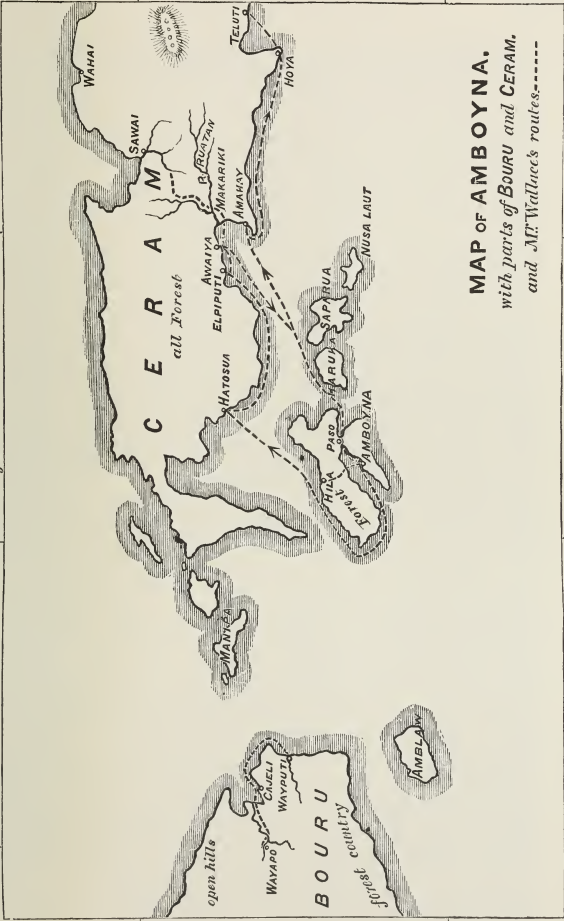 MAP OF AMBOYNA.
with parts of BOURU and CERAM.
and Mr. Wallace's routes.
WAHAI
TELUTI
HOYA
SAWAI
R. RUATAN
MAKARIKI
AMAHAY
AWAIYA
ELPIPUTI
CERAM
all Forest
HATOSUA
NUSA LAUT
SAPARUA
HARUKA
PASO
AMBOYNA
HILA
Forest
MANIPA
AMBLAW
CAJELI
WAYPUTI
WAYAPO
open hills
BOURU
forest country